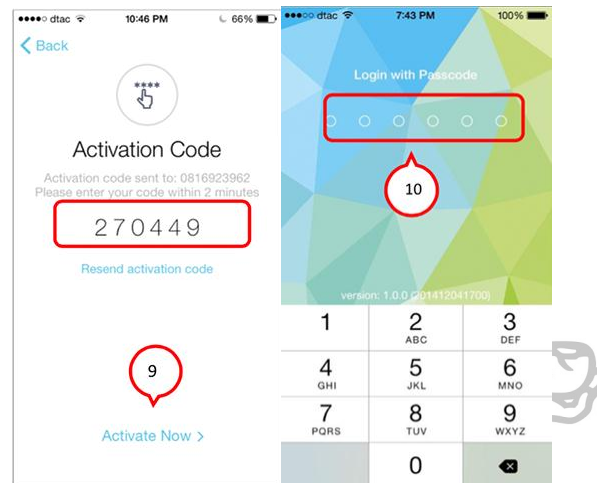 dtac 10:46 PM 66%
Back
****
Activation Code
Activation code sent to: 0816923962
Please enter your code within 2 minutes
270449
Resend activation code
9
Activate Now >
dtac 7:43 PM 100%
Login with Passcode
10
version: 1.0.0 (201412041700)
1 2 3
ABC DEF
4 5 6
GHI JKL MNO
7 8 9
PQRS TUV WXYZ
0